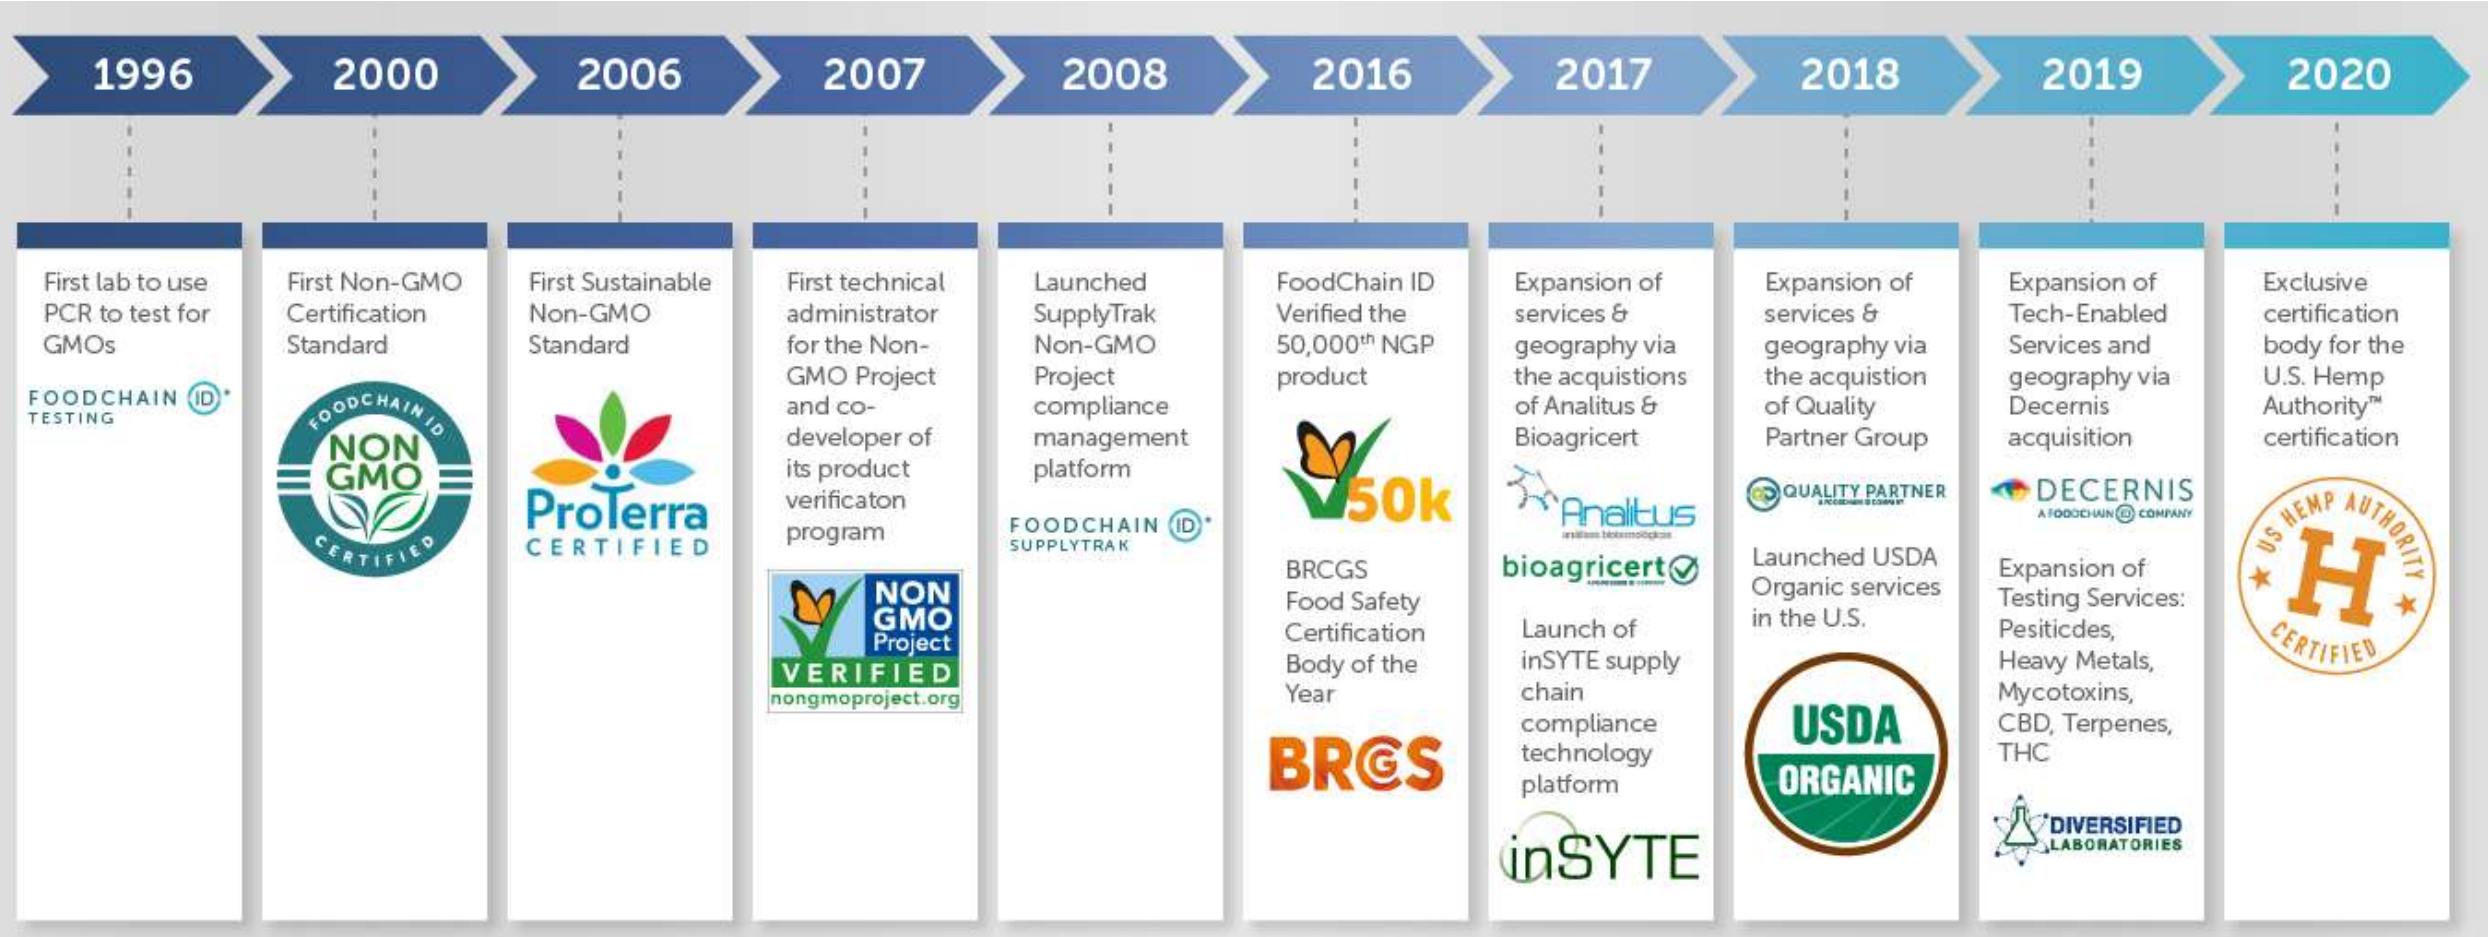 1996
2000
2006
2007
2008
2016
2017
2018
2019
2020
First lab to use
PCR to test for
GMOs
FOODCHAIN ID
TESTING
First Non-GMO
Certification
Standard
FOODCHAIN ID
NON
GMO
CERTIFIED
First Sustainable
Non-GMO
Standard
ProTerra
CERTIFIED
First technical
administrator
for the Non-
GMO Project
and co-
developer of
its product
verificaton
program
NON
GMO
Project
VERIFIED
nongmoproject.org
Launched
SupplyTrak
Non-GMO
Project
compliance
management
platform
FOODCHAIN ID
SUPPLYTRAK
FoodChain ID
Verified the
50,000th NGP
product
50k
BRCGS
Food Safety
Certification
Body of the
Year
BRCGS
Expansion of
services &
geography via
the acquistions
of Analitus &
Bioagricert
Analitus
análises biotecnológicas
bioagricert
A FOODCHAIN ID COMPANY
Launch of
inSYTE supply
chain
compliance
technology
platform
inSYTE
Expansion of
services &
geography via
the acquistion
of Quality
Partner Group
QUALITY PARTNER
A FOODCHAIN ID COMPANY
Launched USDA
Organic services
in the U.S.
USDA
ORGANIC
Expansion of
Tech-Enabled
Services and
geography via
Decernis
acquisition
DECERNIS
A FOODCHAIN ID COMPANY
Expansion of
Testing Services:
Pesiticdes,
Heavy Metals,
Mycotoxins,
CBD, Terpenes,
THC
DIVERSIFIED
LABORATORIES
Exclusive
certification
body for the
U.S. Hemp
Authority™
certification
US HEMP AUTHORITY
H
CERTIFIED